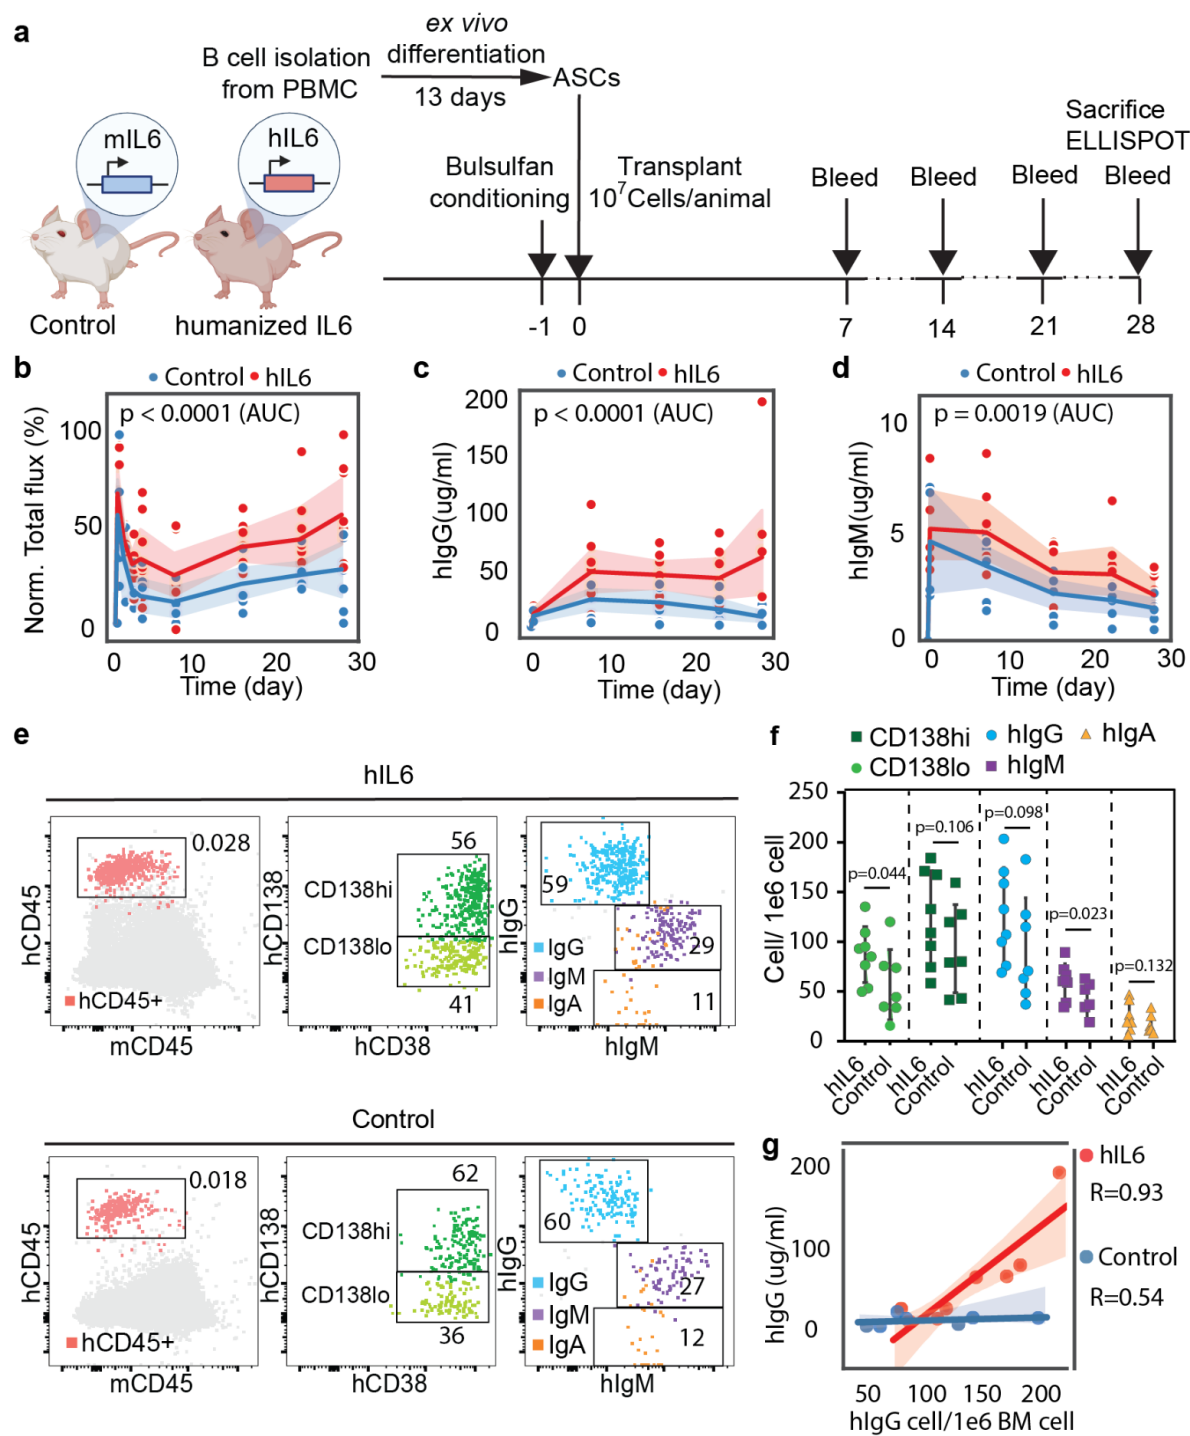 a
ex vivo
B cell isolation
from PBMC
differentiation
13 days
ASCs
mIL6
hIL6
Control
humanized IL6
Bulsulfan
conditioning
Transplant
10⁷Cells/animal
Sacrifice
ELLISPOT
Bleed Bleed Bleed Bleed
-1 0 7 14 21 28
b
Control hIL6
p < 0.0001 (AUC)
Norm. Total flux (%)
100
50
0
0 10 20 30
Time (day)
c
Control hIL6
p < 0.0001 (AUC)
hIgG(ug/ml)
200
150
100
50
0
0 10 20 30
Time (day)
d
Control hIL6
p = 0.0019 (AUC)
hIgM(ug/ml)
10
5
0
0 10 20 30
Time (day)
e
hIL6
hCD45
0.028
hCD45+
mCD45
hCD138
56
CD138hi
CD138lo
41
hCD38
hIgG
59
IgG
IgM
IgA
29
11
hIgM
Control
hCD45
0.018
hCD45+
mCD45
hCD138
62
CD138hi
CD138lo
36
hCD38
hIgG
60
IgG
IgM
IgA
27
12
hIgM
f
CD138hi hIgG hIgA
CD138lo hIgM
Cell/ 1e6 cell
250
200
150
100
50
0
p=0.044
p=0.106
p=0.098
p=0.023
p=0.132
hIL6 Control hIL6 Control hIL6 Control hIL6 Control hIL6 Control
g
hIgG (ug/ml)
200
100
0
hIL6
R=0.93
Control
R=0.54
50 100 150 200
hIgG cell/1e6 BM cell